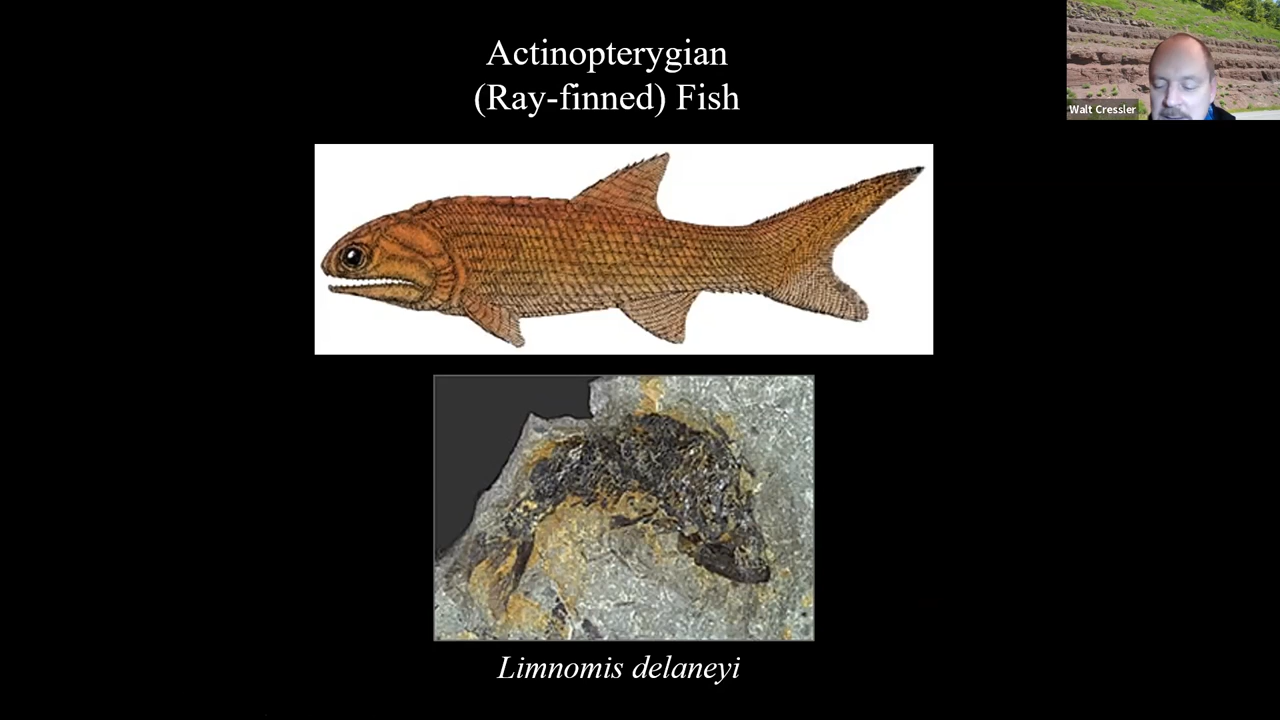 Actinopterygian
(Ray-finned) Fish
Walt Cressler
Limnomis delaneyi